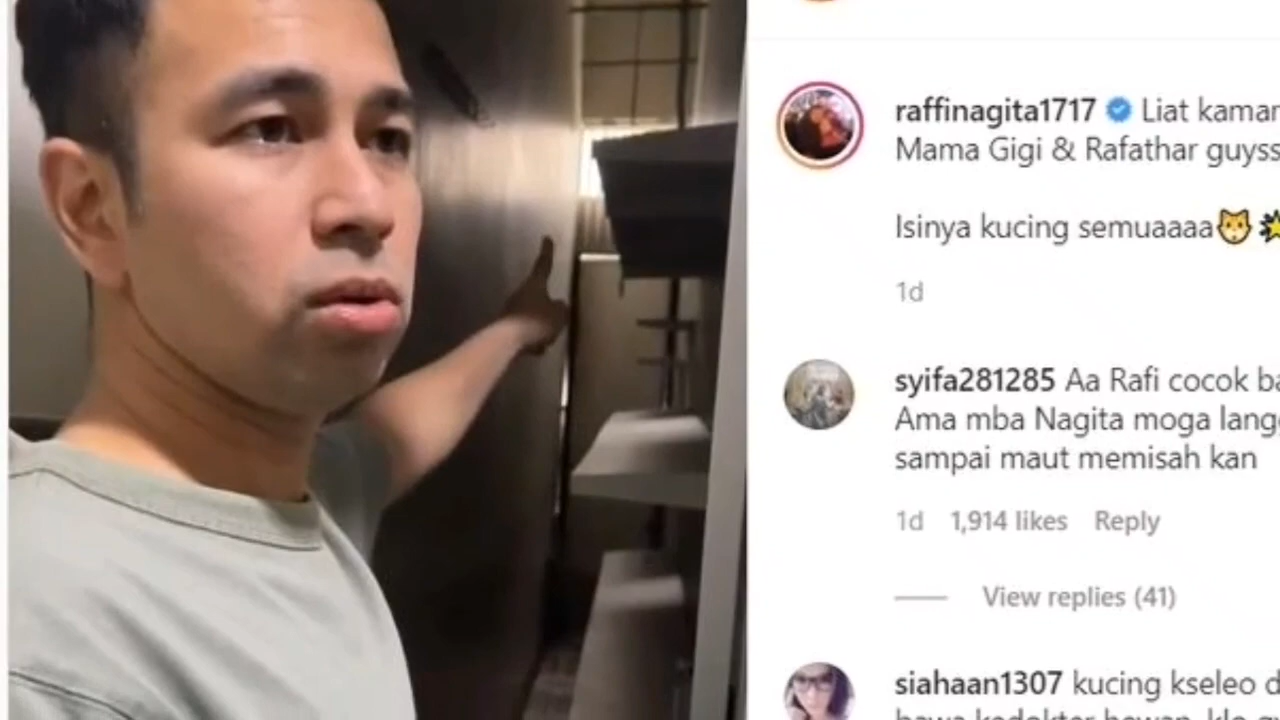 raffinagita1717 Liat kamar
Mama Gigi & Rafathar guyss
Isinya kucing semuaaaa
1d
syifa281285 Aa Rafi cocok ba
Ama mba Nagita moga langg
sampai maut memisah kan
1d 1,914 likes Reply
View replies (41)
siahaan1307 kucing kseleo d